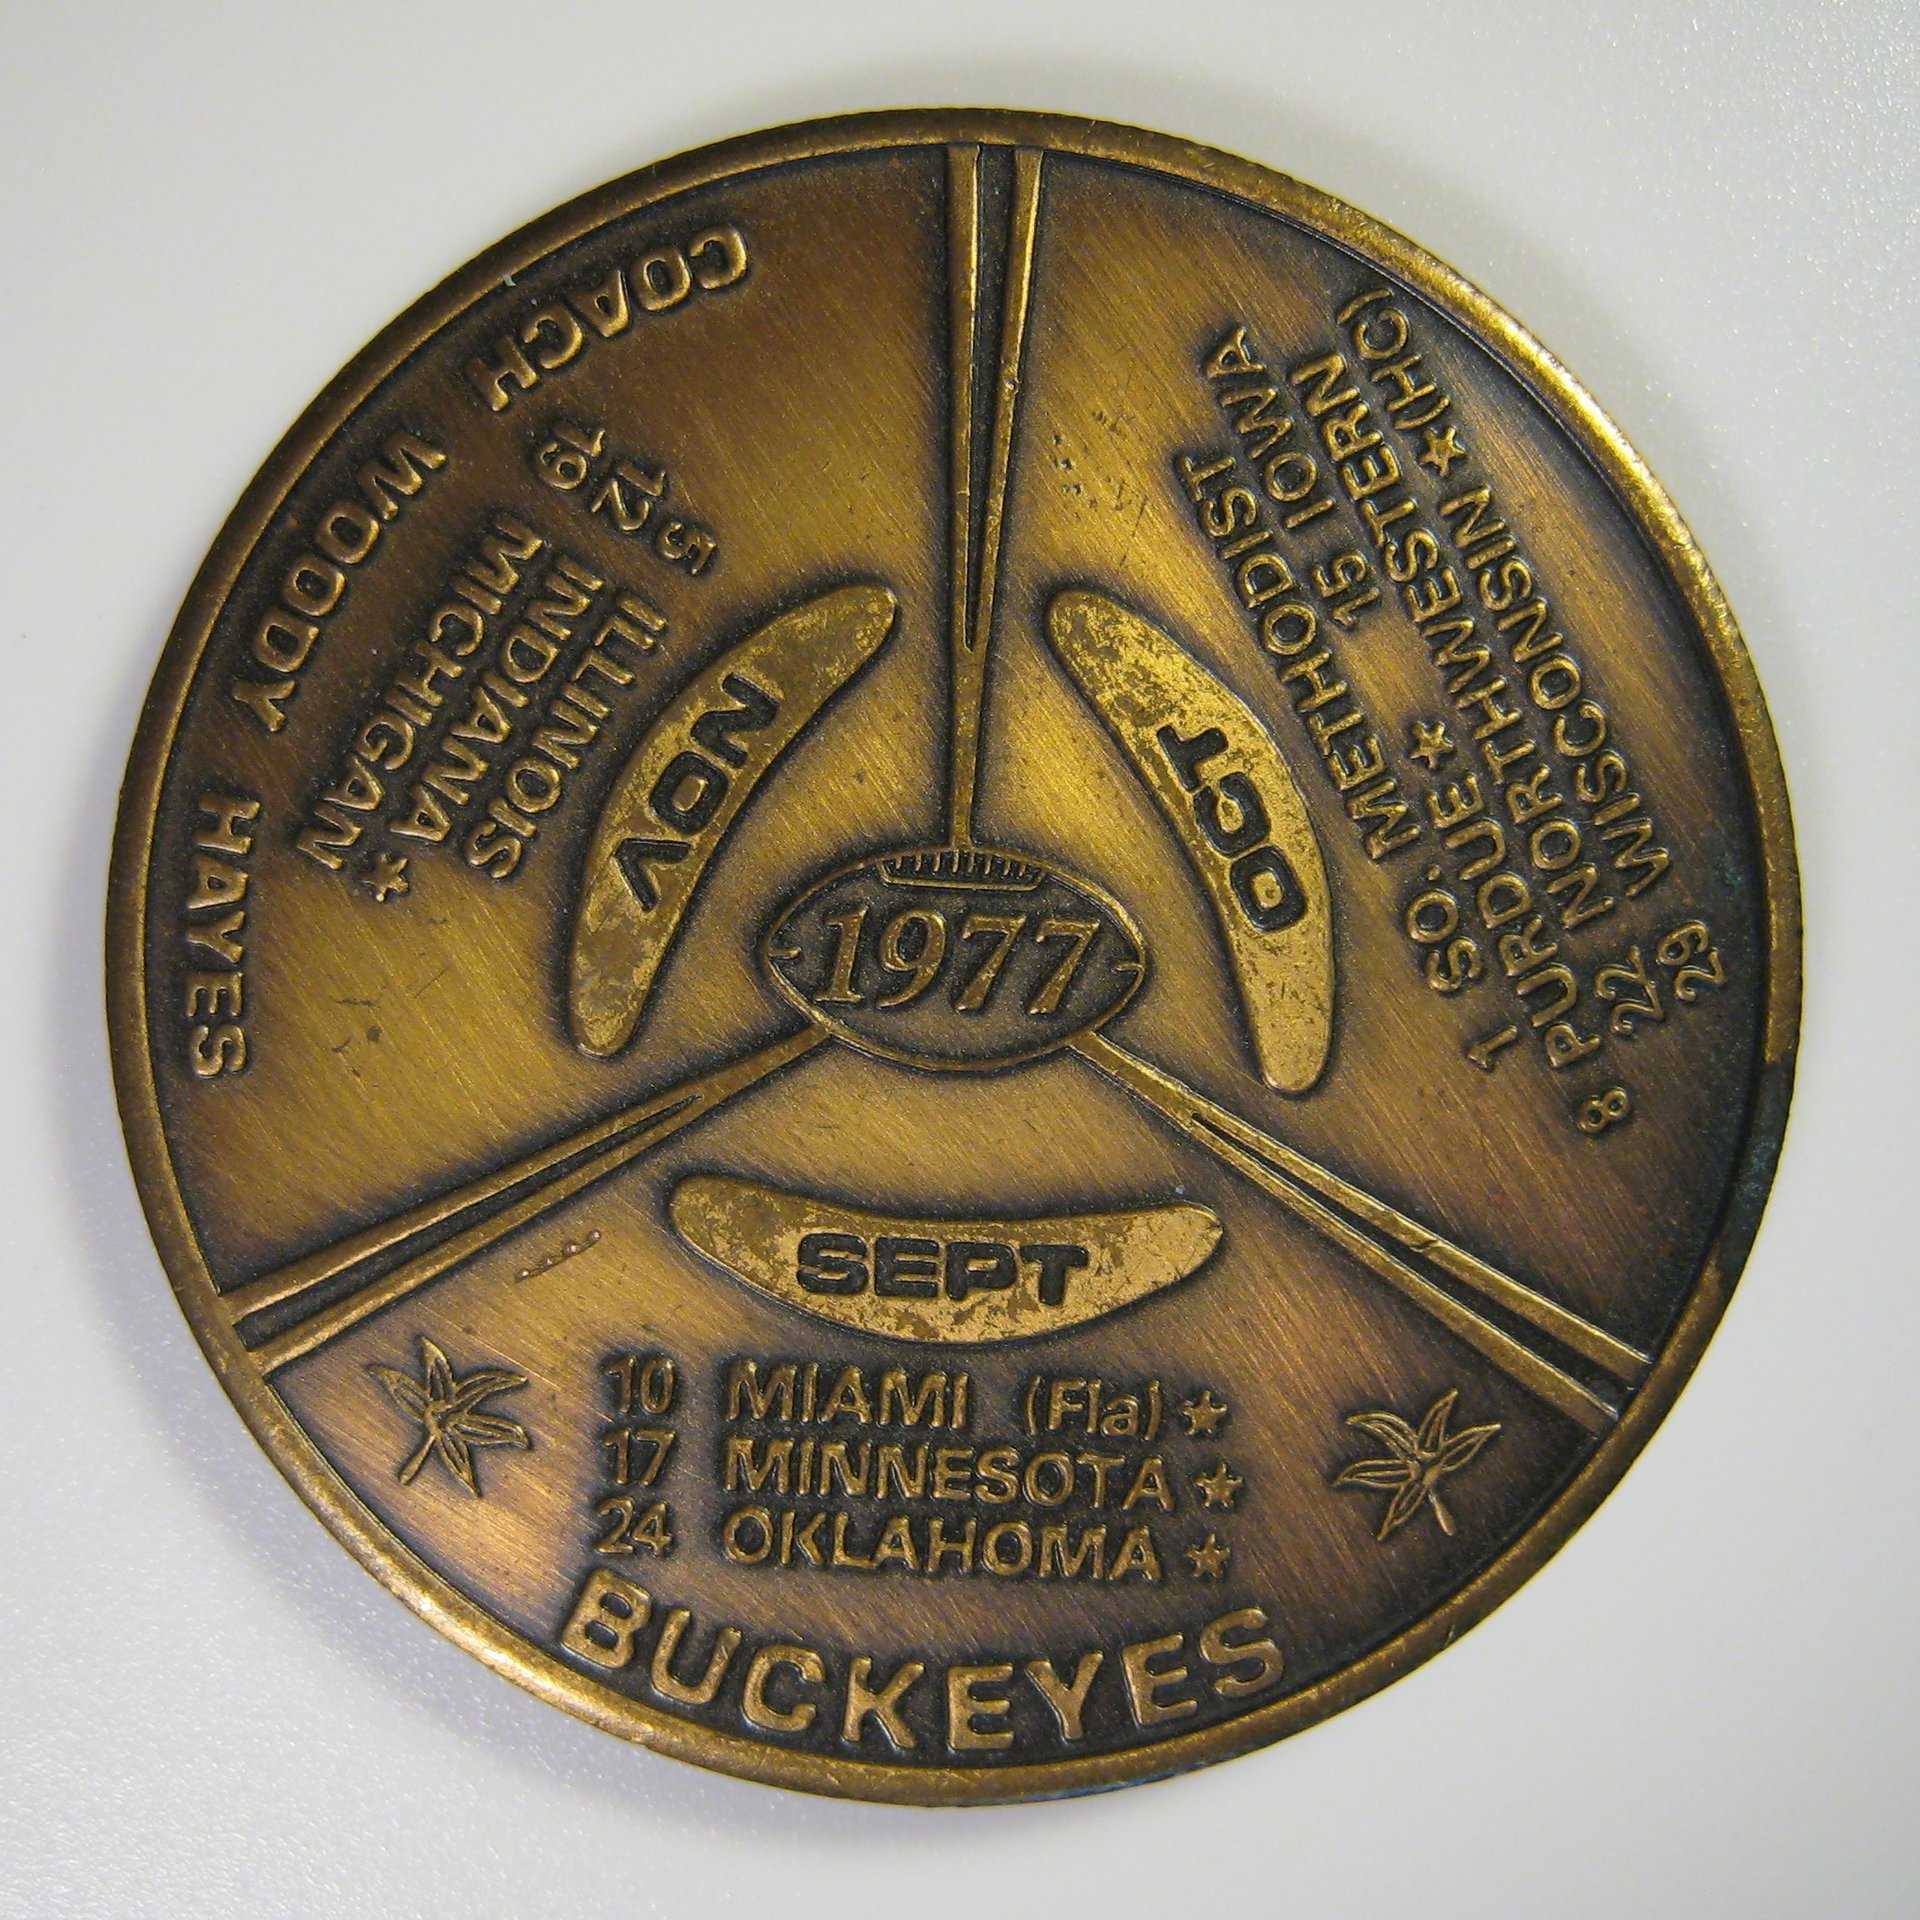 1977
SEPT
10 MIAMI (Fla) ★
17 MINNESOTA ★
24 OKLAHOMA ★
BUCKEYES
OCT
1 SO. METHODIST
8 PURDUE ★ 15 IOWA
22 NORTHWESTERN
29 WISCONSIN ★ (HC)
NOV
5 ILLINOIS
12 INDIANA ★
19 MICHIGAN
COACH WOODY HAYES